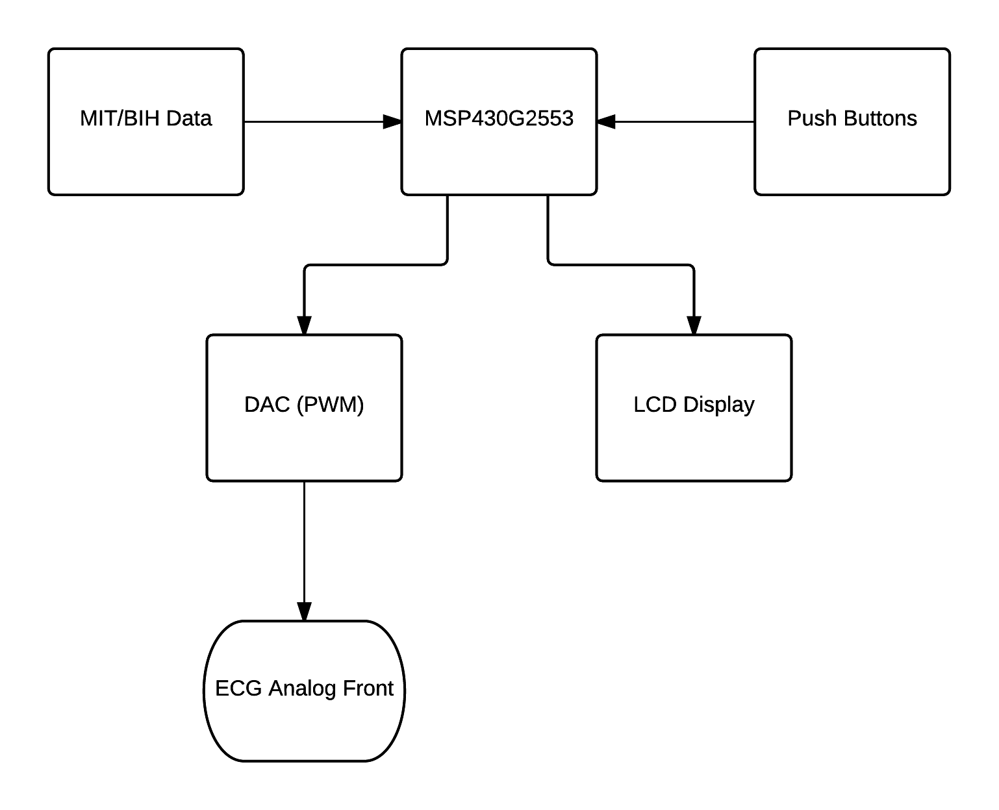 MIT/BIH Data
MSP430G2553
Push Buttons
DAC (PWM)
LCD Display
ECG Analog Front